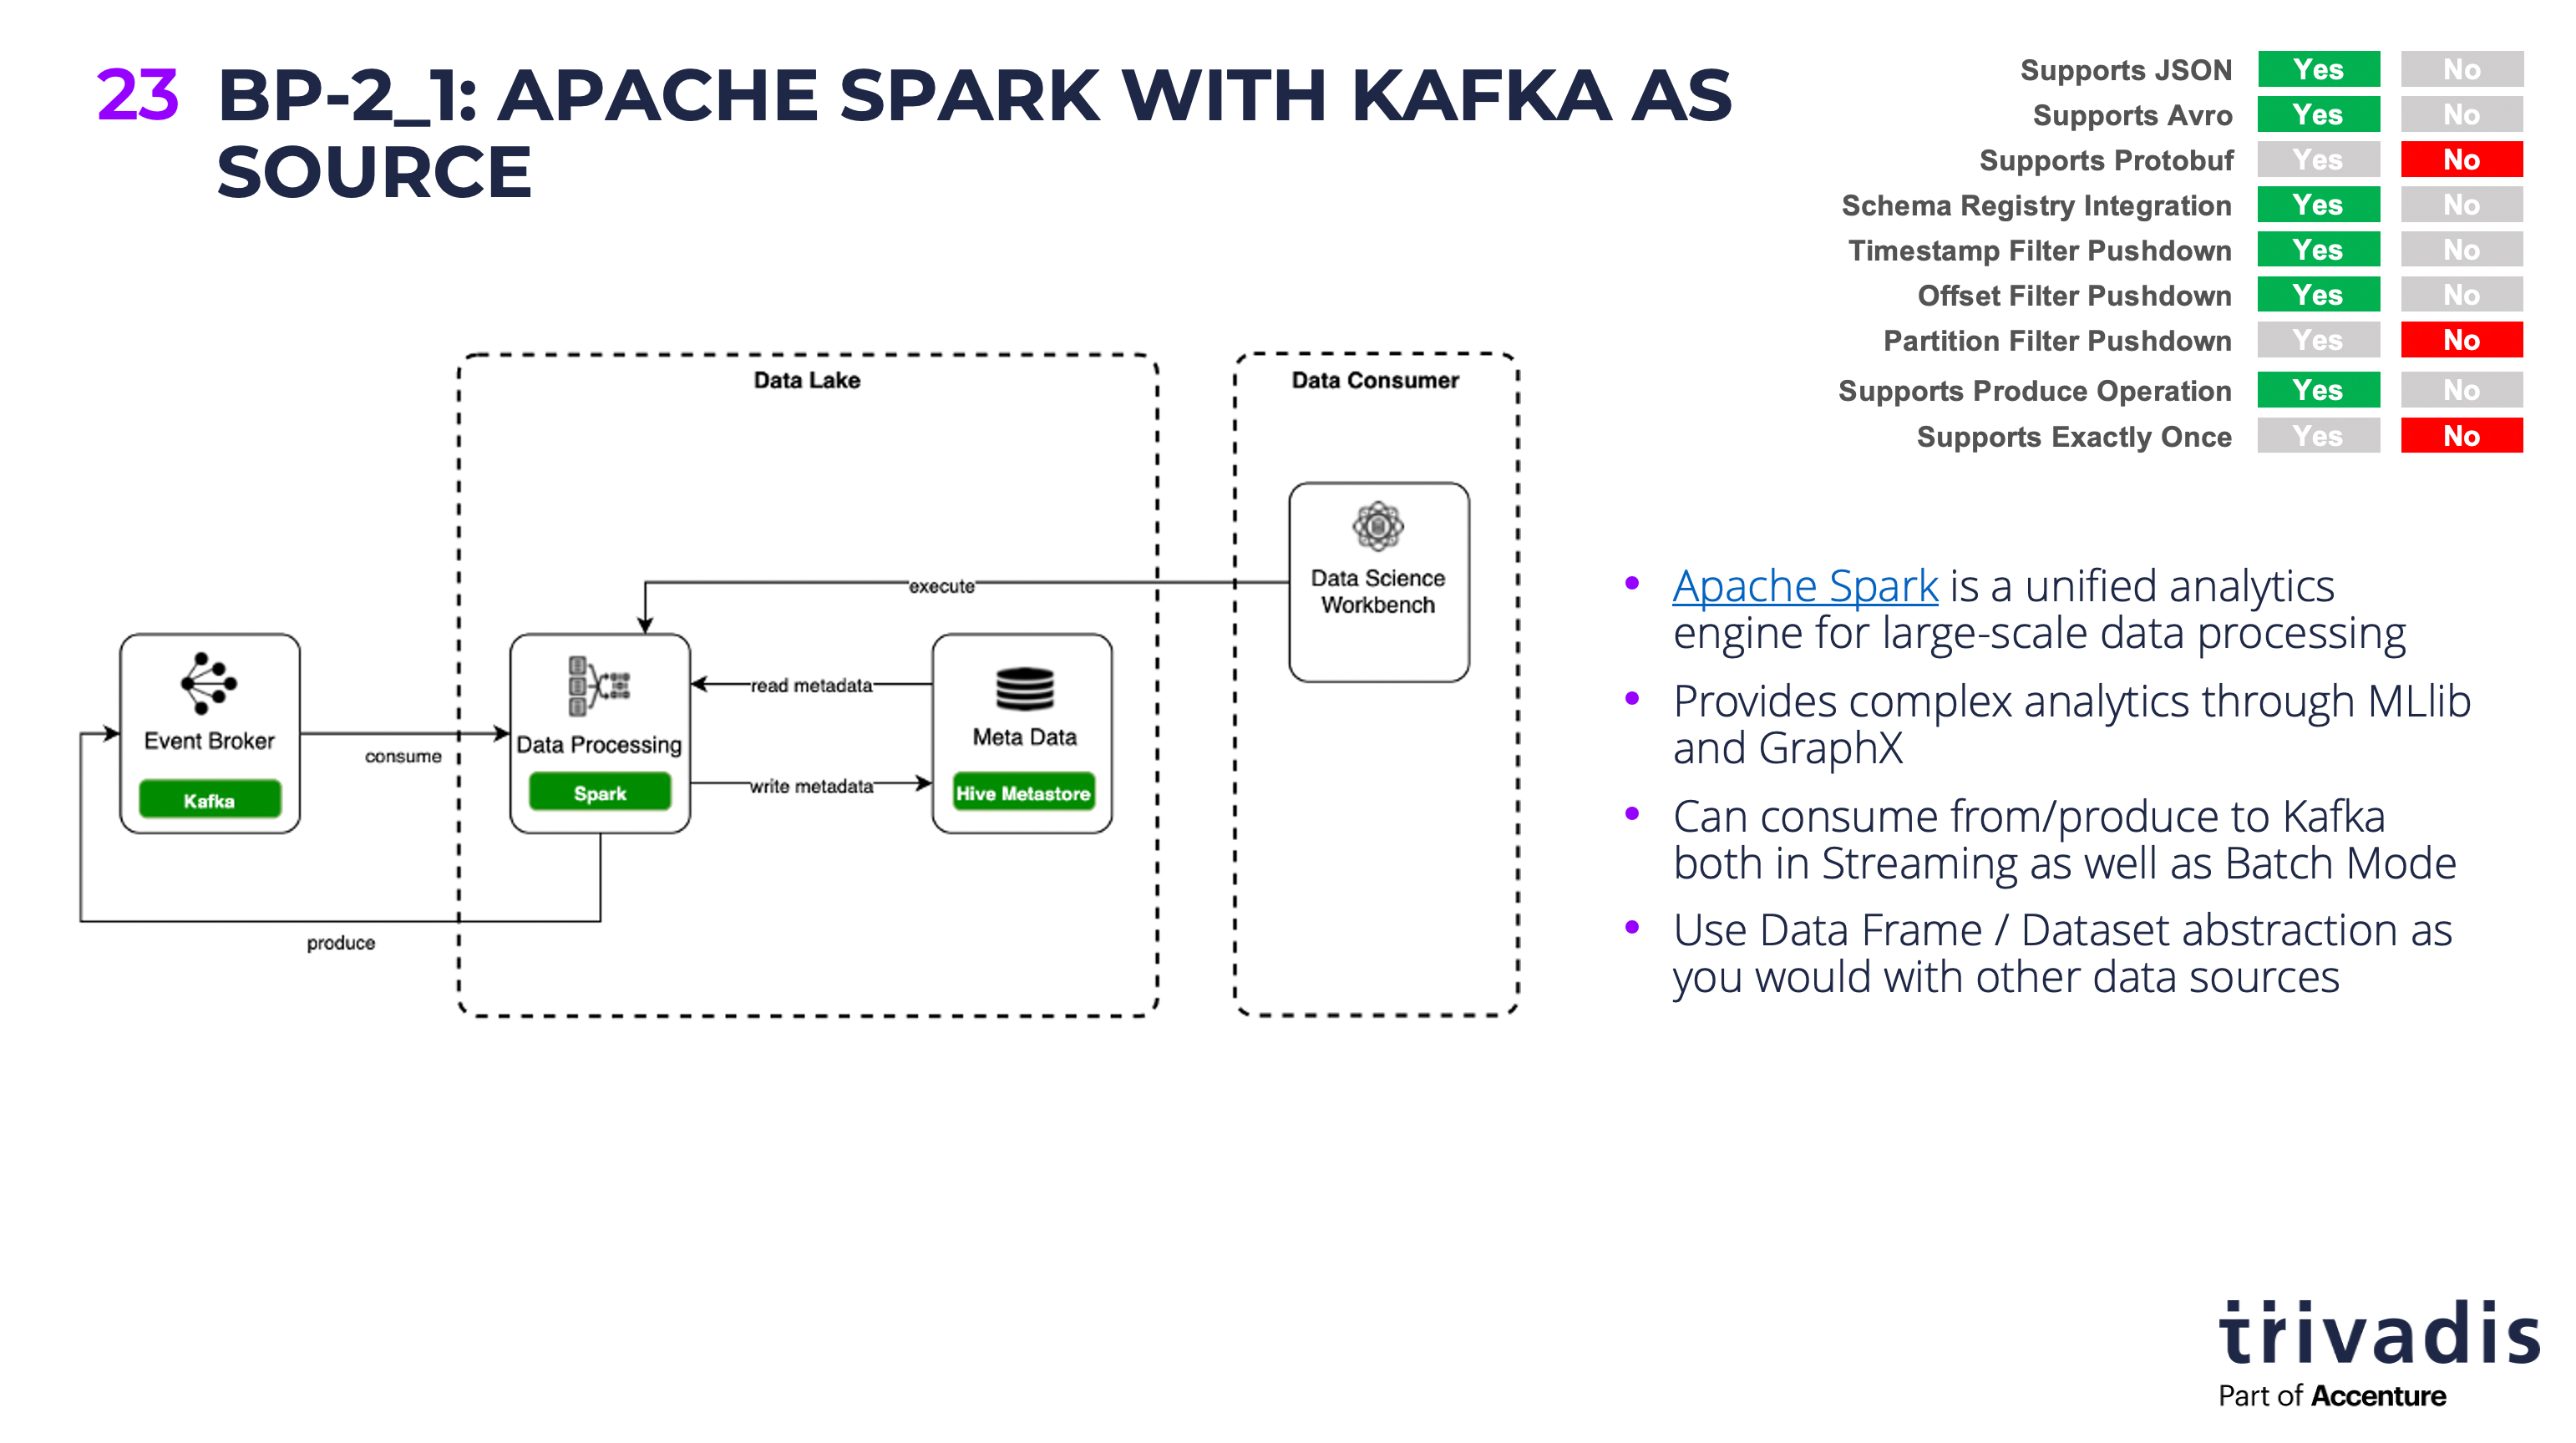 23 BP-2_1: APACHE SPARK WITH KAFKA AS
SOURCE
Supports JSON Yes No
Supports Avro Yes No
Supports Protobuf Yes No
Schema Registry Integration Yes No
Timestamp Filter Pushdown Yes No
Offset Filter Pushdown Yes No
Partition Filter Pushdown Yes No
Supports Produce Operation Yes No
Supports Exactly Once Yes No
Data Lake
Data Consumer
Data Science
Workbench
execute
Event Broker
Kafka
consume
Data Processing
Spark
read metadata
write metadata
Meta Data
Hive Metastore
produce
• Apache Spark is a unified analytics
engine for large-scale data processing
• Provides complex analytics through MLlib
and GraphX
• Can consume from/produce to Kafka
both in Streaming as well as Batch Mode
• Use Data Frame / Dataset abstraction as
you would with other data sources
trivadis
Part of Accenture